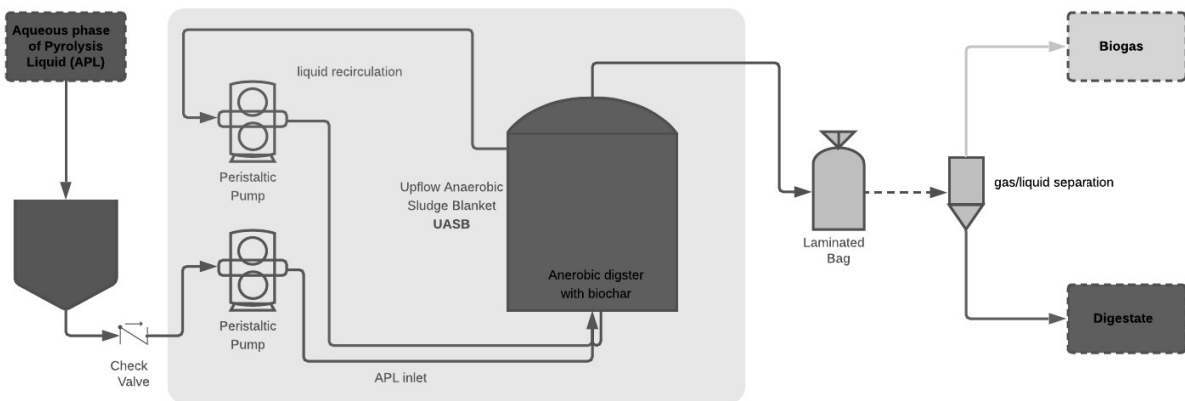 Aqueous phase
of Pyrolysis
Liquid (APL)
liquid recirculation
Peristaltic
Pump
Upflow Anaerobic
Sludge Blanket
UASB
Peristaltic
Pump
Anerobic digster
with biochar
Check
Valve
APL inlet
Laminated
Bag
gas/liquid separation
Biogas
Digestate